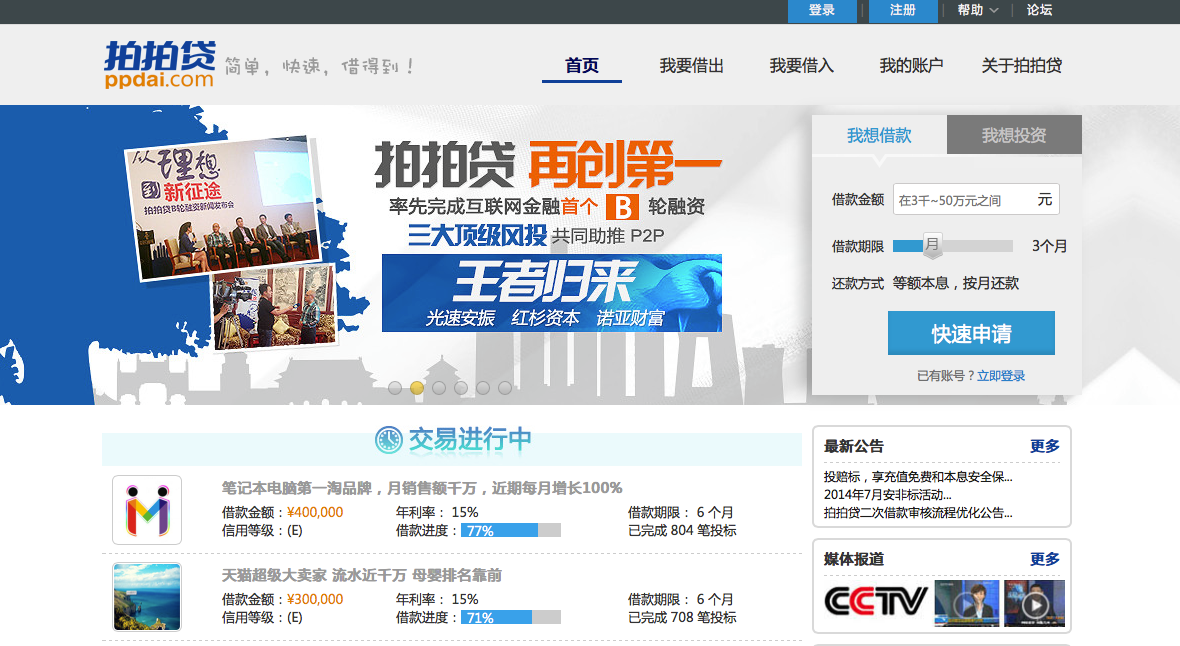 登录
注册
帮助
论坛
拍拍贷
ppdai.com
简单，快速，借得到！
首页
我要借出
我要借入
我的账户
关于拍拍贷
从理想
到新征途
拍拍贷B轮融资新闻发布会
拍拍贷 再创第一
率先完成互联网金融首个 B 轮融资
三大顶级风投 共同助推 P2P
王者归来
光速安振 红杉资本 诺亚财富
我想借款
我想投资
借款金额 在3千~50万元之间 元
借款期限 月 3个月
还款方式 等额本息，按月还款
快速申请
已有账号？立即登录
交易进行中
笔记本电脑第一淘品牌，月销售额千万，近期每月增长100%
借款金额：¥400,000 年利率： 15% 借款期限： 6 个月
信用等级：(E) 借款进度： 77% 已完成 804 笔投标
天猫超级大卖家 流水近千万 母婴排名靠前
借款金额：¥300,000 年利率： 15% 借款期限： 6 个月
信用等级：(E) 借款进度： 71% 已完成 708 笔投标
最新公告 更多
投赔标，享充值免费和本息安全保...
2014年7月安非标活动...
拍拍贷二次借款审核流程优化公告...
媒体报道 更多
CCTV